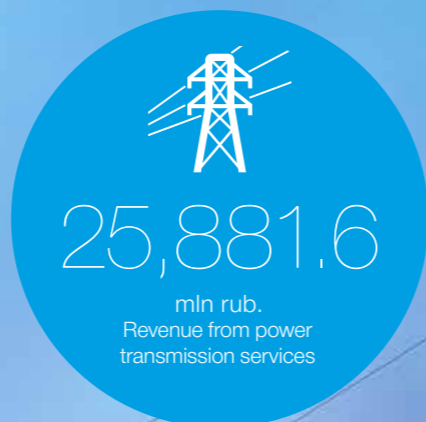 25,881.6
mln rub.
Revenue from power
transmission services